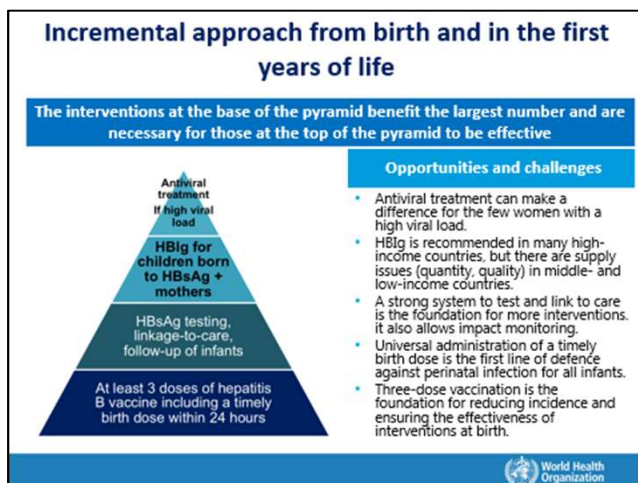 Incremental approach from birth and in the first
years of life
The interventions at the base of the pyramid benefit the largest number and are
necessary for those at the top of the pyramid to be effective
Antiviral
treatment
If high viral
load
HBIg for
children born
to HBsAg +
mothers
HBsAg testing,
linkage-to-care,
follow-up of infants
At least 3 doses of hepatitis
B vaccine including a timely
birth dose within 24 hours
Opportunities and challenges
• Antiviral treatment can make a
difference for the few women with a
high viral load.
• HBIg is recommended in many high-
income countries, but there are supply
issues (quantity, quality) in middle- and
low-income countries.
• A strong system to test and link to care
is the foundation for more interventions.
it also allows impact monitoring.
• Universal administration of a timely
birth dose is the first line of defence
against perinatal infection for all infants.
• Three-dose vaccination is the
foundation for reducing incidence and
ensuring the effectiveness of
interventions at birth.
World Health
Organization